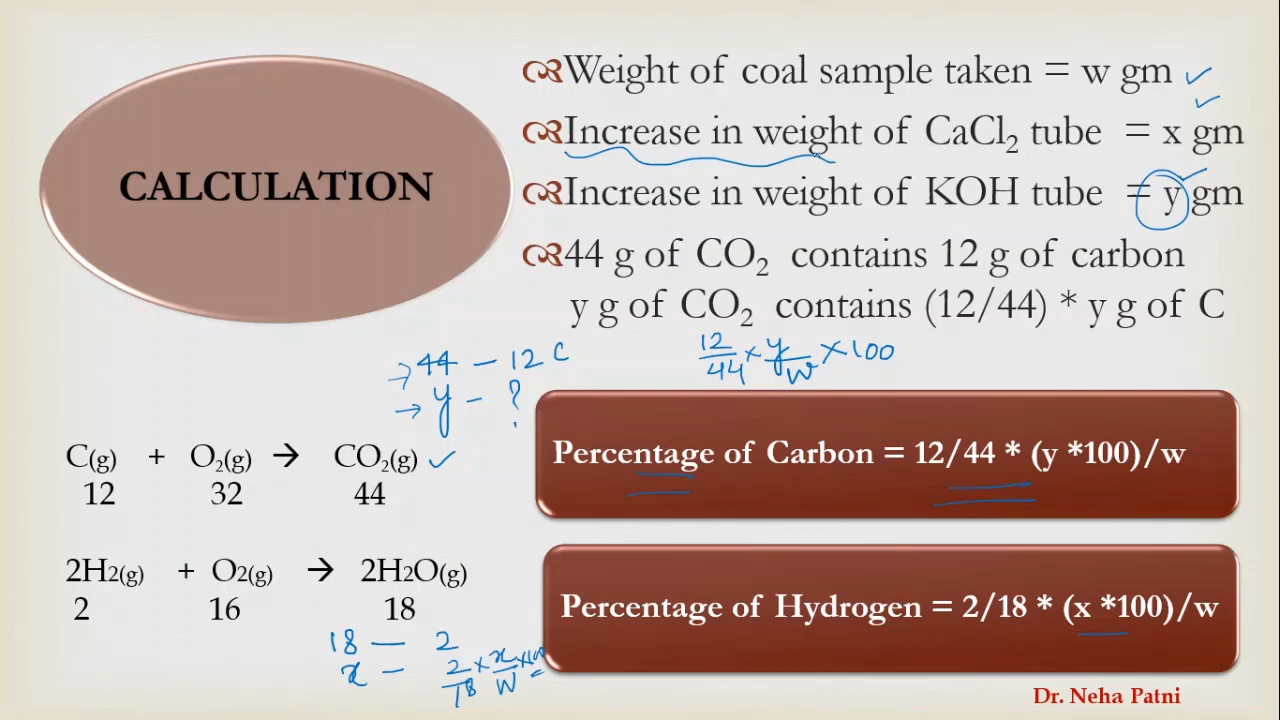 CALCULATION
Weight of coal sample taken = w gm
Increase in weight of CaCl₂ tube = x gm
Increase in weight of KOH tube = y gm
44 g of CO₂ contains 12 g of carbon
y g of CO₂ contains (12/44) * y g of C
→ 44 – 12 C
→ y – ?
12/44 × y/w × 100
Percentage of Carbon = 12/44 * (y *100)/w
C(g) + O₂(g) → CO₂(g)
12 32 44
2H2(g) + O2(g) → 2H2O(g)
2 16 18
Percentage of Hydrogen = 2/18 * (x *100)/w
18 — 2
x – 2/18 × x/w × 100
Dr. Neha Patni